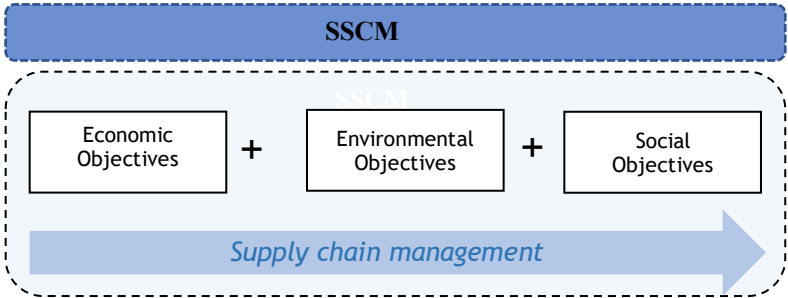 SSCM
SSCM
Economic
Objectives
+
Environmental
Objectives
+
Social
Objectives
Supply chain management